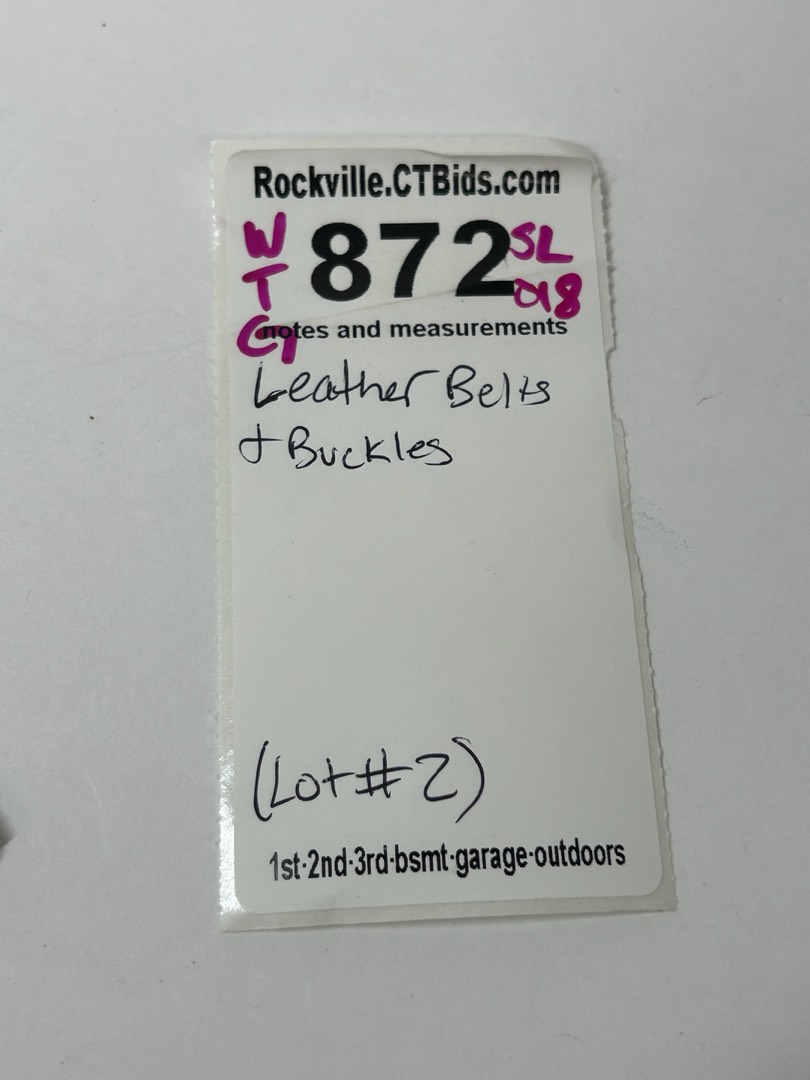 Rockville.CTBids.com
W 872 SL
T 018
notes and measurements
Leather Belts
+ Buckles
(Lot #2)
1st-2nd-3rd-bsmt-garage-outdoors